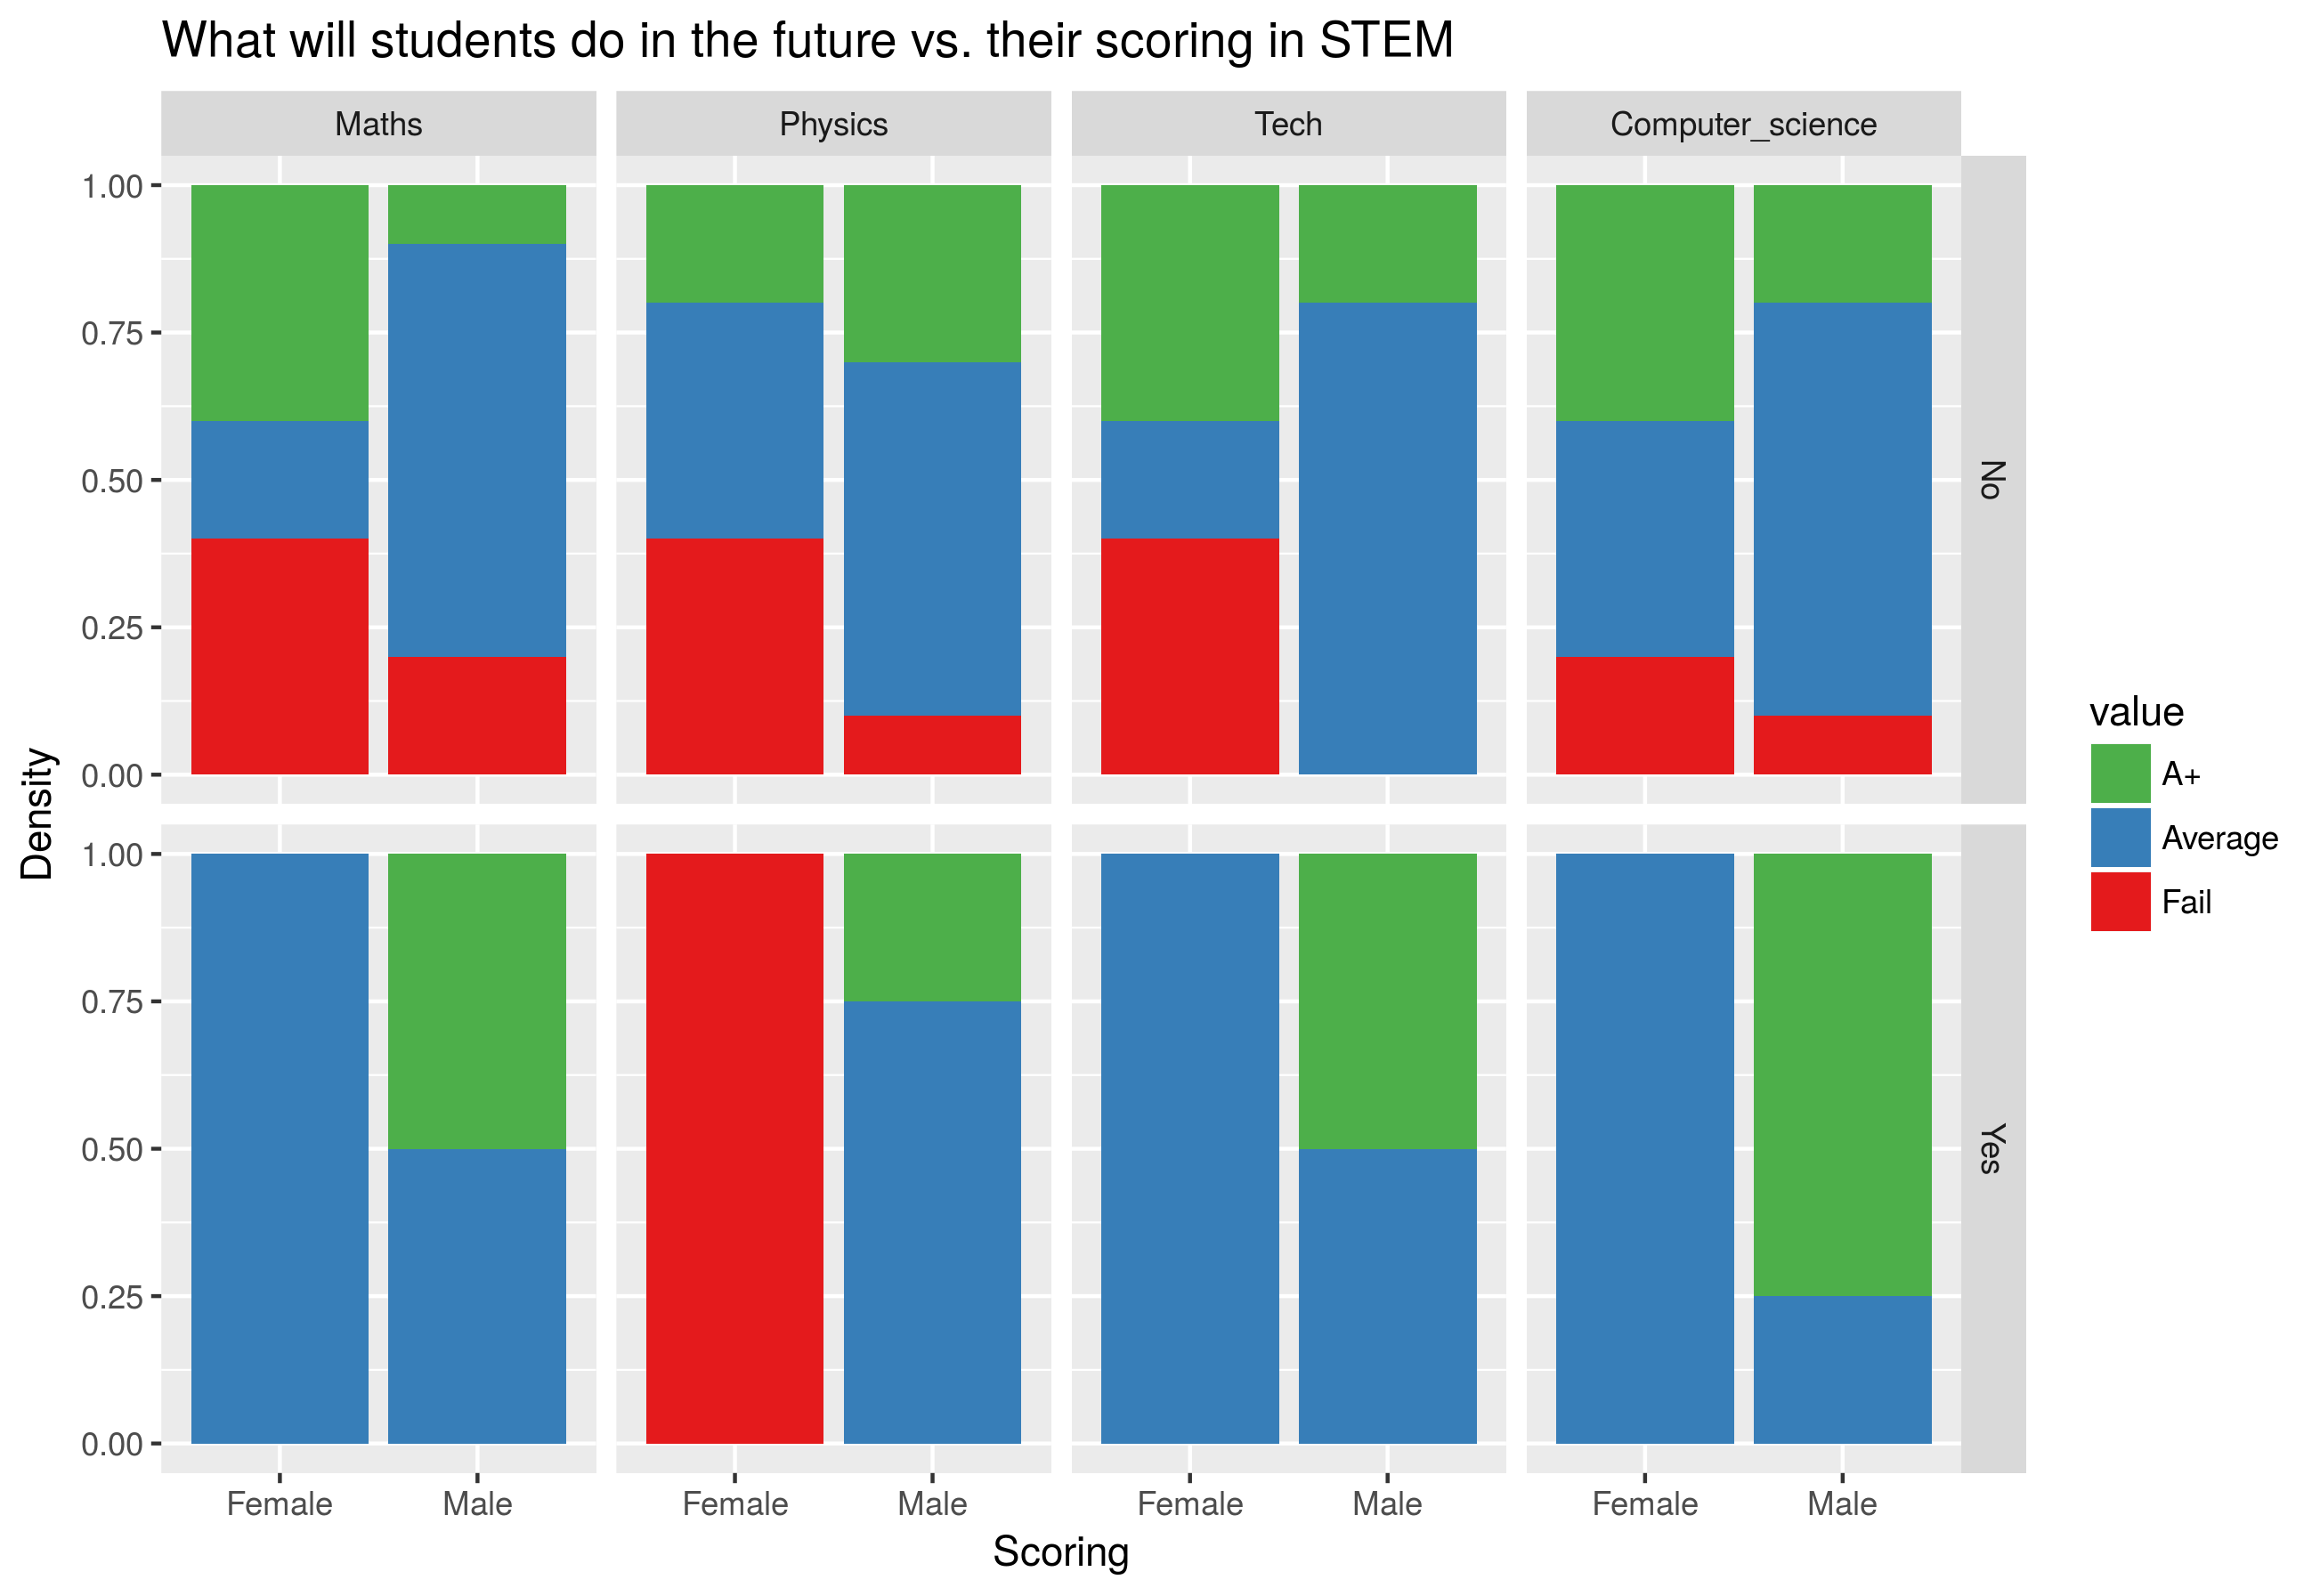 What will students do in the future vs. their scoring in STEM
Maths
Physics
Tech
Computer_science
1.00
0.75
0.50
0.25
0.00
No
Density
1.00
0.75
0.50
0.25
0.00
Yes
value
A+
Average
Fail
Female Male
Female Male
Female Male
Female Male
Scoring